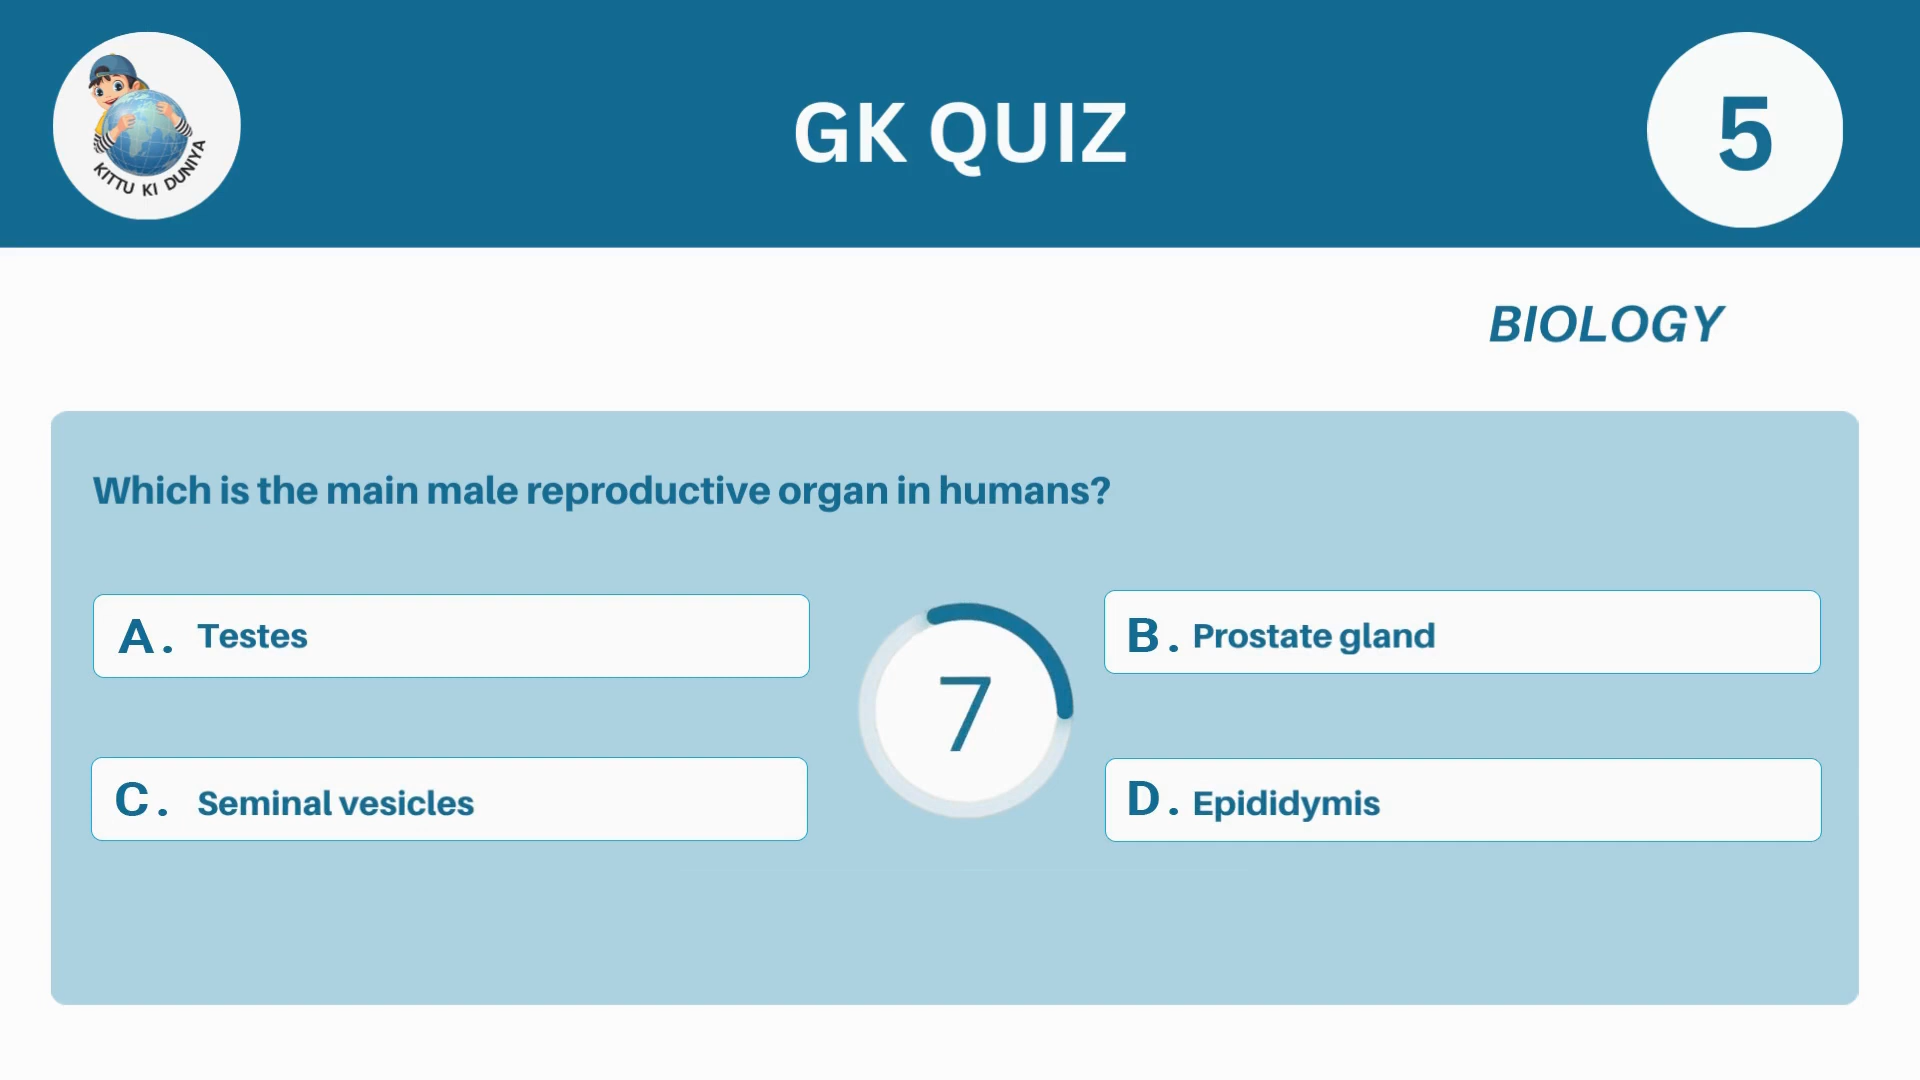 KITTU KI DUNIYA
GK QUIZ
5
BIOLOGY
Which is the main male reproductive organ in humans?
A. Testes
B. Prostate gland
7
C. Seminal vesicles
D. Epididymis